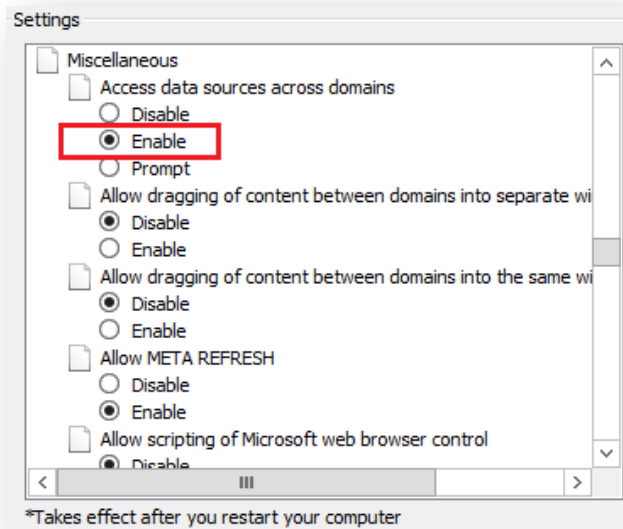 Settings
Miscellaneous
Access data sources across domains
Disable
Enable
Prompt
Allow dragging of content between domains into separate wi
Disable
Enable
Allow dragging of content between domains into the same wi
Disable
Enable
Allow META REFRESH
Disable
Enable
Allow scripting of Microsoft web browser control
Disable
*Takes effect after you restart your computer